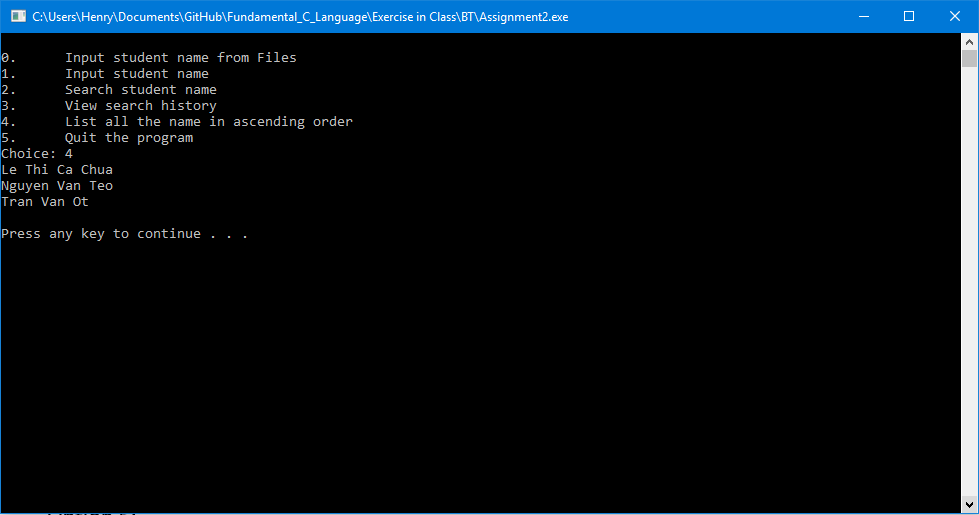 C:\Users\Henry\Documents\GitHub\Fundamental_C_Language\Exercise in Class\BT\Assignment2.exe
0. Input student name from Files
1. Input student name
2. Search student name
3. View search history
4. List all the name in ascending order
5. Quit the program
Choice: 4
Le Thi Ca Chua
Nguyen Van Teo
Tran Van Ot
Press any key to continue . . .